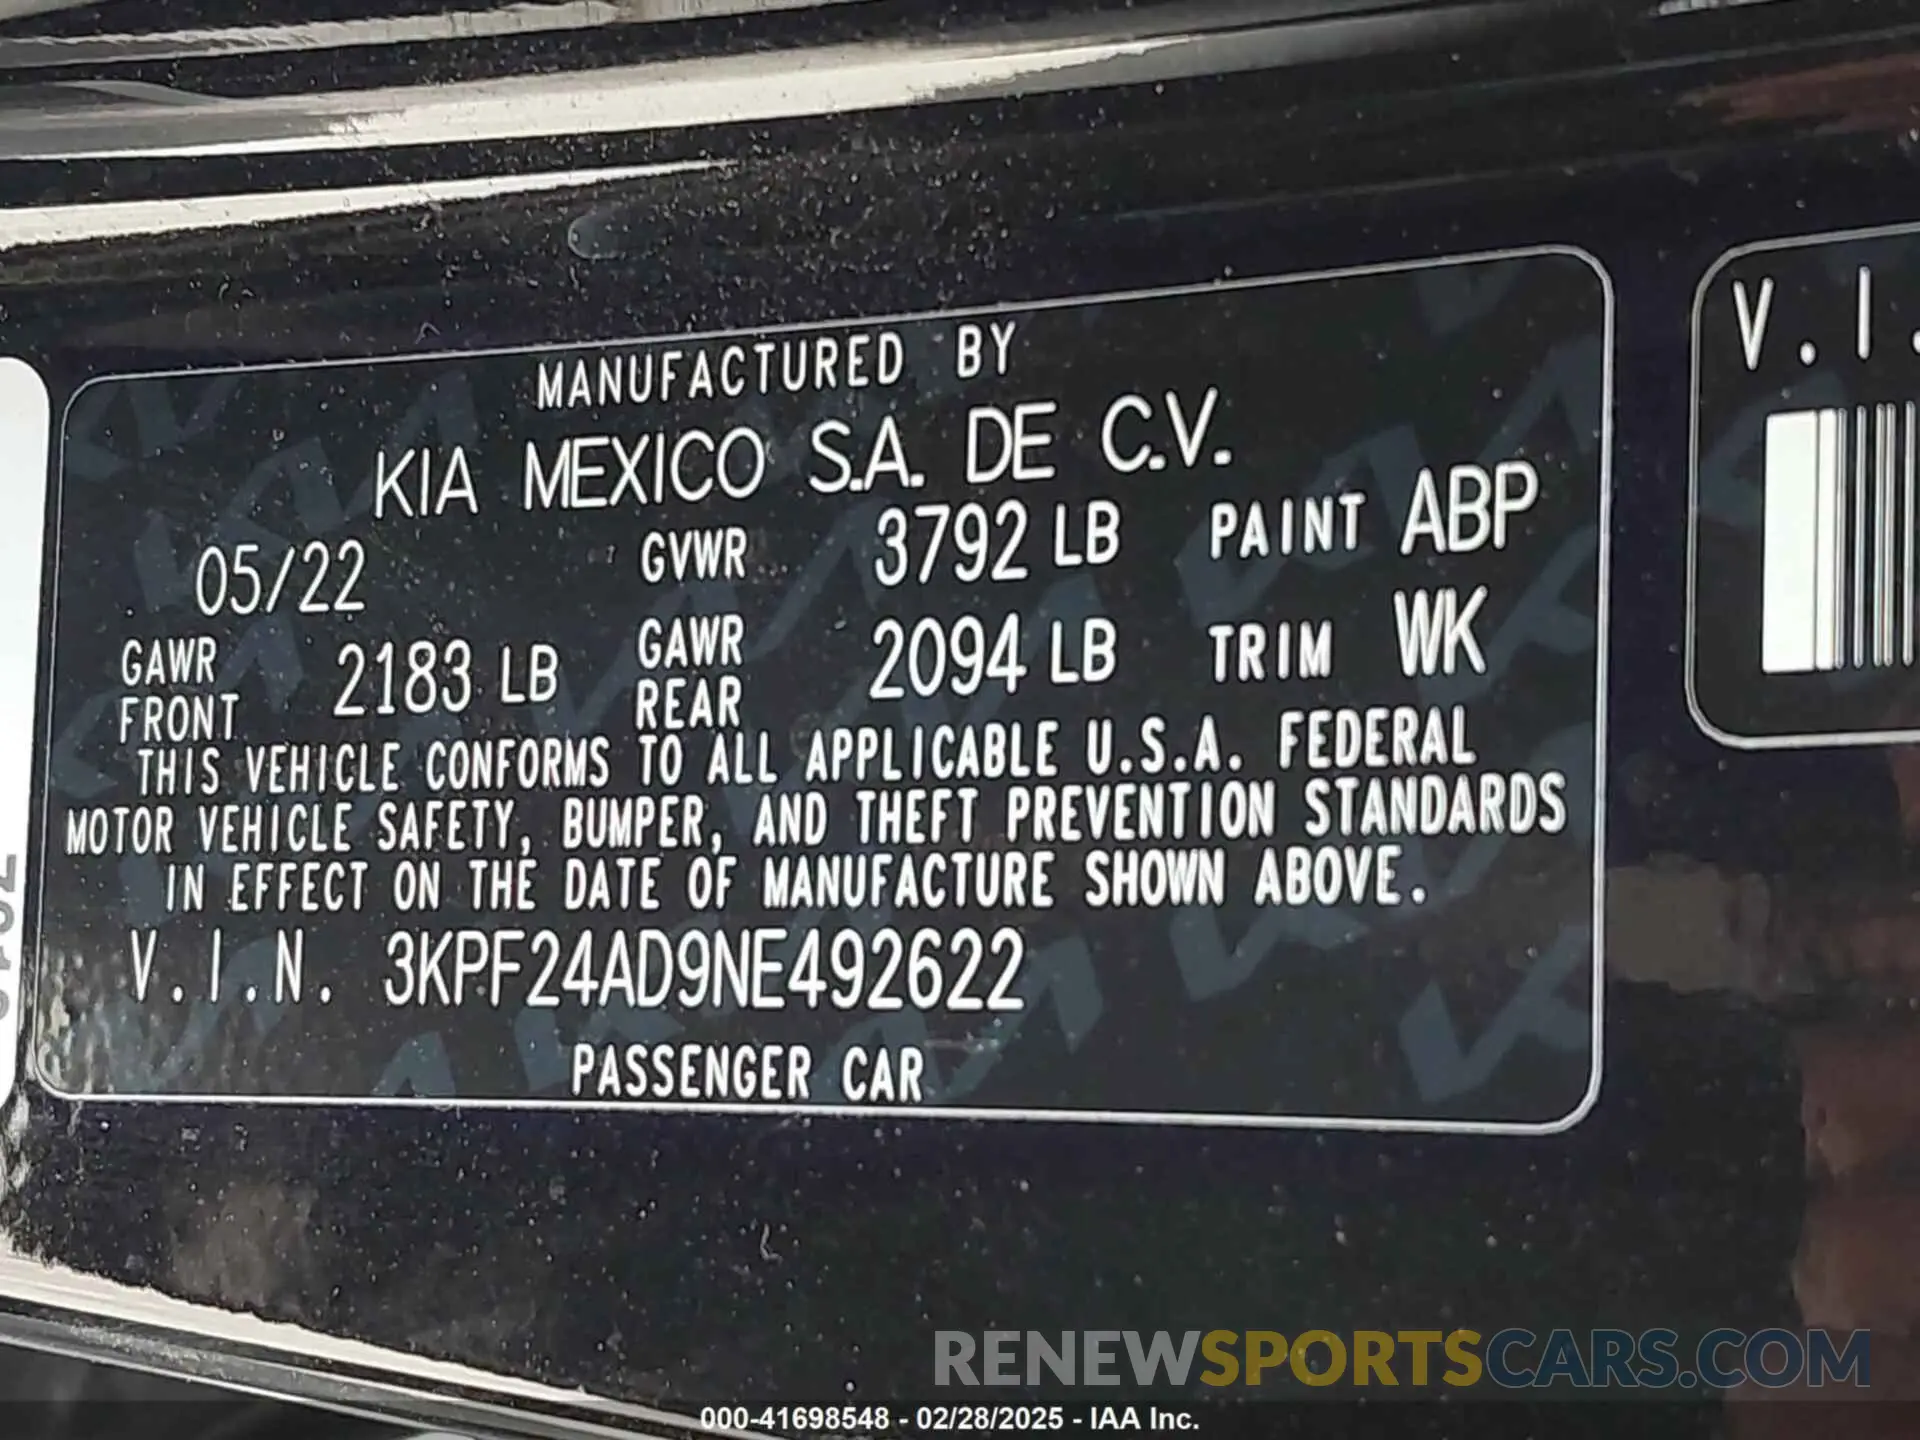 MANUFACTURED BY
KIA MEXICO S.A. DE C.V.
05/22 GVWR 3792 LB PAINT ABP
GAWR FRONT 2183 LB GAWR REAR 2094 LB TRIM WK
THIS VEHICLE CONFORMS TO ALL APPLICABLE U.S.A. FEDERAL
MOTOR VEHICLE SAFETY, BUMPER, AND THEFT PREVENTION STANDARDS
IN EFFECT ON THE DATE OF MANUFACTURE SHOWN ABOVE.
V.I.N. 3KPF24AD9NE492622
PASSENGER CAR
V.I.
RENEWSPORTSCARS.COM
000-41698548 - 02/28/2025 - IAA Inc.